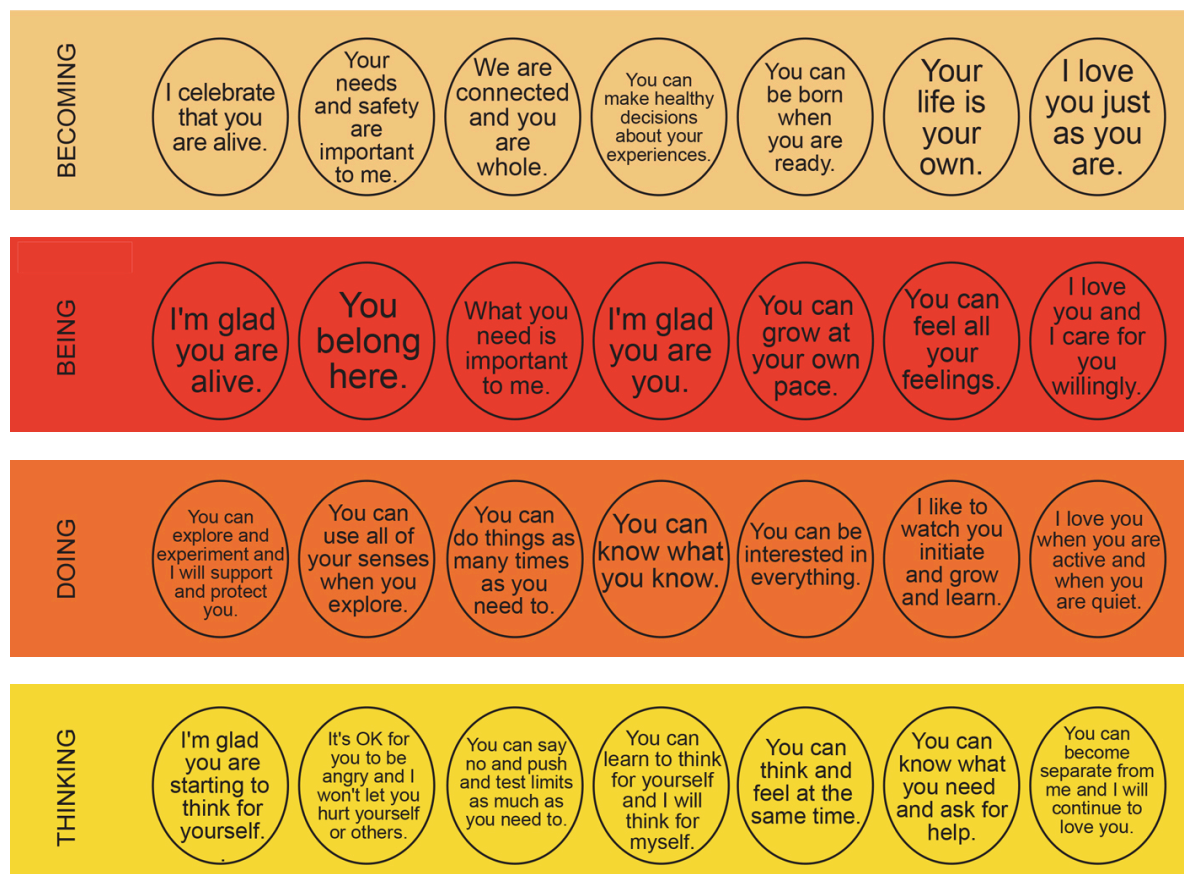 BECOMING
I celebrate
that you
are alive.
Your
needs
and safety
are
important
to me.
We are
connected
and you
are
whole.
You can
make healthy
decisions
about your
experiences.
You can
be born
when
you are
ready.
Your
life is
your
own.
I love
you just
as you
are.
BEING
I'm glad
you are
alive.
You
belong
here.
What you
need is
important
to me.
I'm glad
you are
you.
You can
grow at
your own
pace.
You can
feel all
your
feelings.
I love
you and
I care for
you
willingly.
DOING
You can
explore and
experiment and
I will support
and protect
you.
You can
use all of
your senses
when you
explore.
You can
do things as
many times
as you
need to.
You can
know what
you know.
You can be
interested in
everything.
I like to
watch you
initiate
and grow
and learn.
I love you
when you are
active and
when you
are quiet.
THINKING
I'm glad
you are
starting to
think for
yourself.
.
It's OK for
you to be
angry and I
won't let you
hurt yourself
or others.
You can say
no and push
and test limits
as much as
you need to.
You can
learn to think
for yourself
and I will
think for
myself.
You can
think and
feel at the
same time.
You can
know what
you need
and ask for
help.
You can
become
separate from
me and I will
continue to
love you.